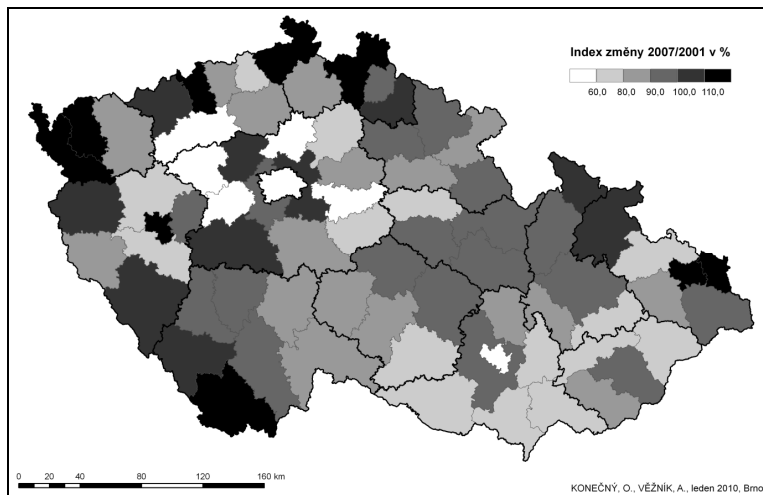 Index změny 2007/2001 v %
60,0 80,0 90,0 100,0 110,0
0 20 40 80 120 160 km
KONEČNÝ, O., VĚŽNÍK, A., leden 2010, Brno